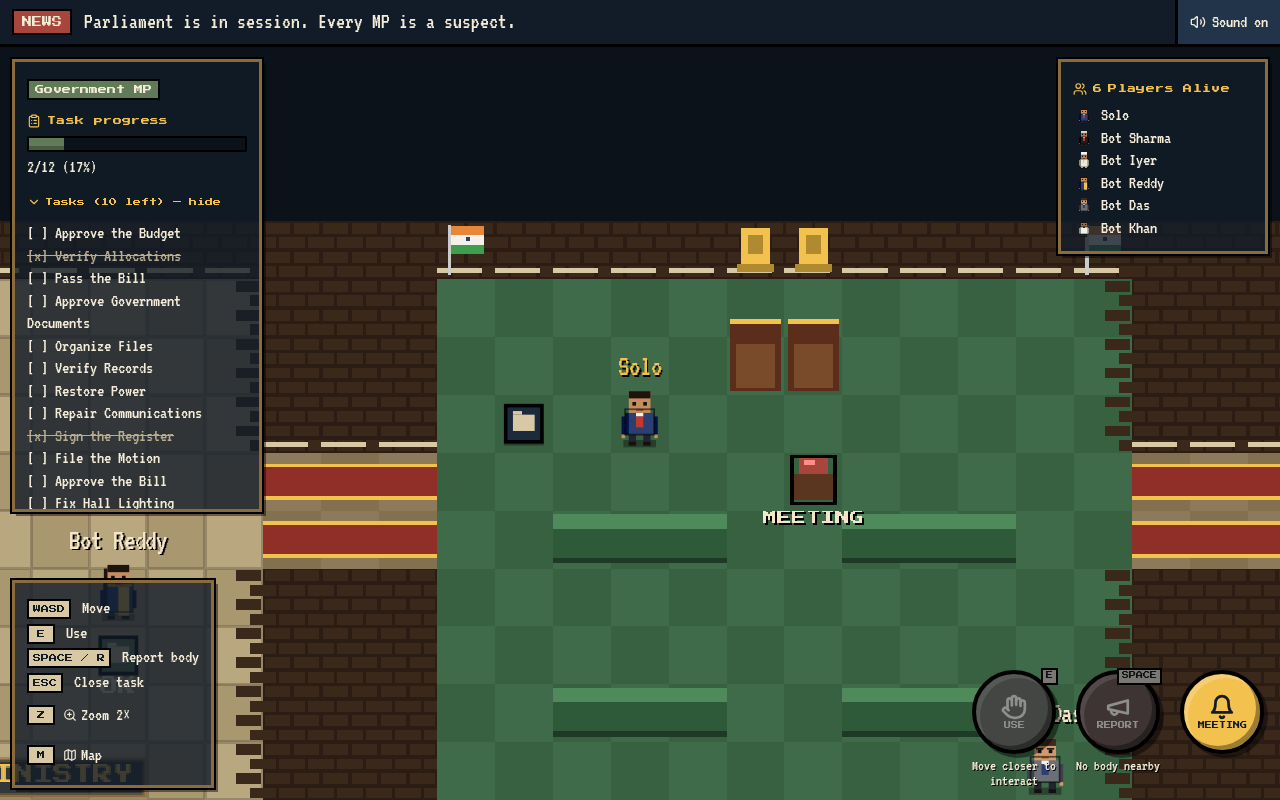 NEWS Parliament is in session. Every MP is a suspect.
Sound on
Government MP
Task progress
2/12 (17%)
Tasks (10 left) — hide
[ ] Approve the Budget
[x] Verify Allocations
[ ] Pass the Bill
[ ] Approve Government
Documents
[ ] Organize Files
[ ] Verify Records
[ ] Restore Power
[ ] Repair Communications
[x] Sign the Register
[ ] File the Motion
[ ] Approve the Bill
[ ] Fix Hall Lighting
6 Players Alive
Solo
Bot Sharma
Bot Iyer
Bot Reddy
Bot Das
Bot Khan
Solo
MEETING
Bot Reddy
WASD Move
E Use
SPACE / R Report body
ESC Close task
Z Zoom 2X
M Map
INISTRY
Das
E
USE
Move closer to
interact
SPACE
REPORT
No body nearby
MEETING